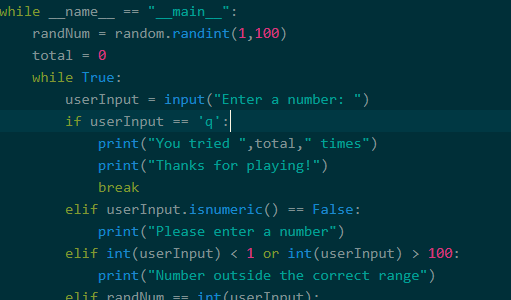 while __name__ == "__main__":
    randNum = random.randint(1,100)
    total = 0
    while True:
        userInput = input("Enter a number: ")
        if userInput == 'q':
            print("You tried ",total," times")
            print("Thanks for playing!")
            break
        elif userInput.isnumeric() == False:
            print("Please enter a number")
        elif int(userInput) < 1 or int(userInput) > 100:
            print("Number outside the correct range")
        elif randNum == int(userInput):